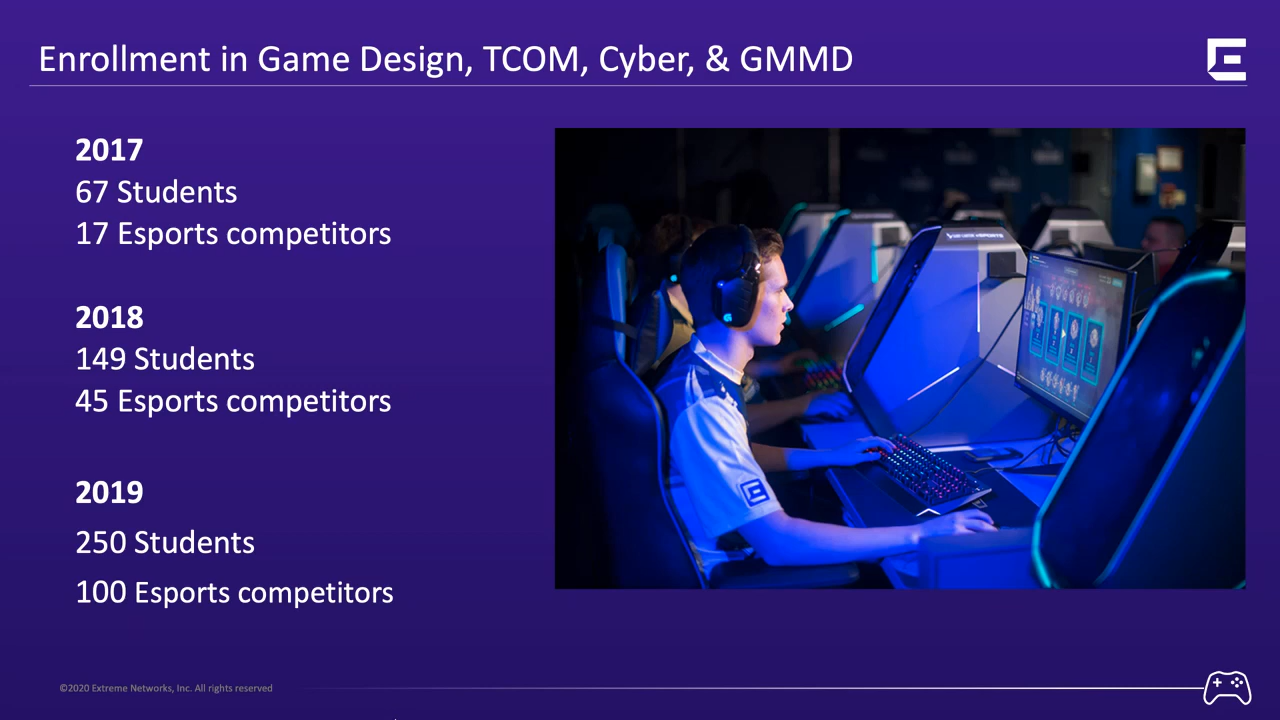 Enrollment in Game Design, TCOM, Cyber, & GMMD
2017
67 Students
17 Esports competitors
2018
149 Students
45 Esports competitors
2019
250 Students
100 Esports competitors
©2020 Extreme Networks, Inc. All rights reserved